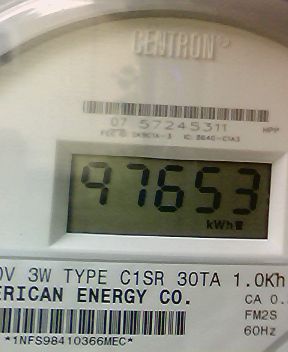 CENTRON®
07 57245311 HPP
97653
kWh
0V 3W TYPE C1SR 30TA 1.0Kh
ERICAN ENERGY CO.
CA 0.
FM2S
60Hz
*1NFS98410366MEC*